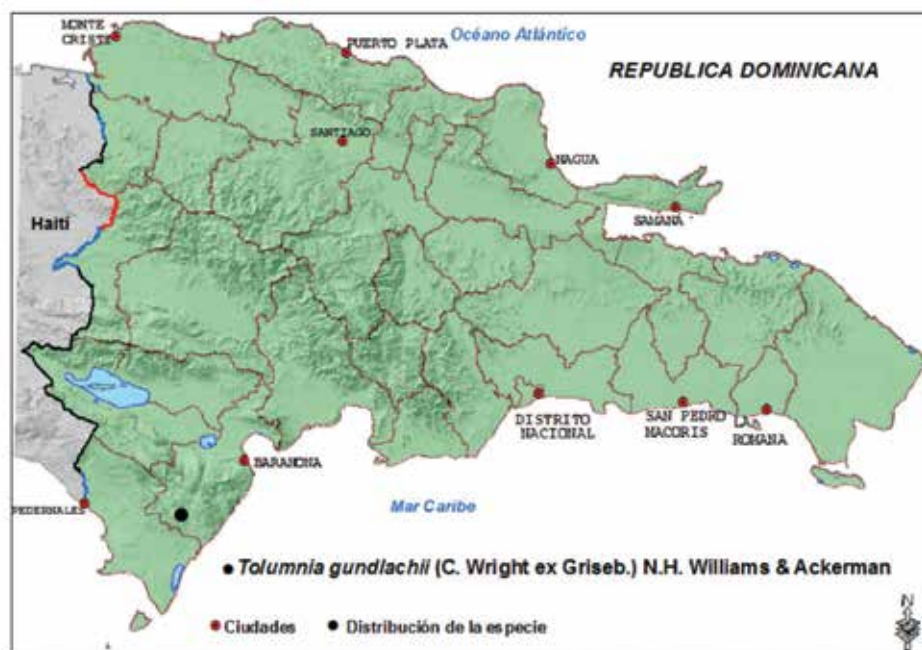 MONTE
CRISTI
PUERTO PLATA
Océano Atlántico
REPUBLICA DOMINICANA
SANTIAGO
NAGUA
Haití
SAMANA
DISTRITO
NACIONAL
SAN PEDRO
MACORIS
LA
ROMANA
BARAHONA
PEDERNALES
Mar Caribe
Tolumnia gundlachii (C. Wright ex Griseb.) N.H. Williams & Ackerman
Ciudades
Distribución de la especie
N